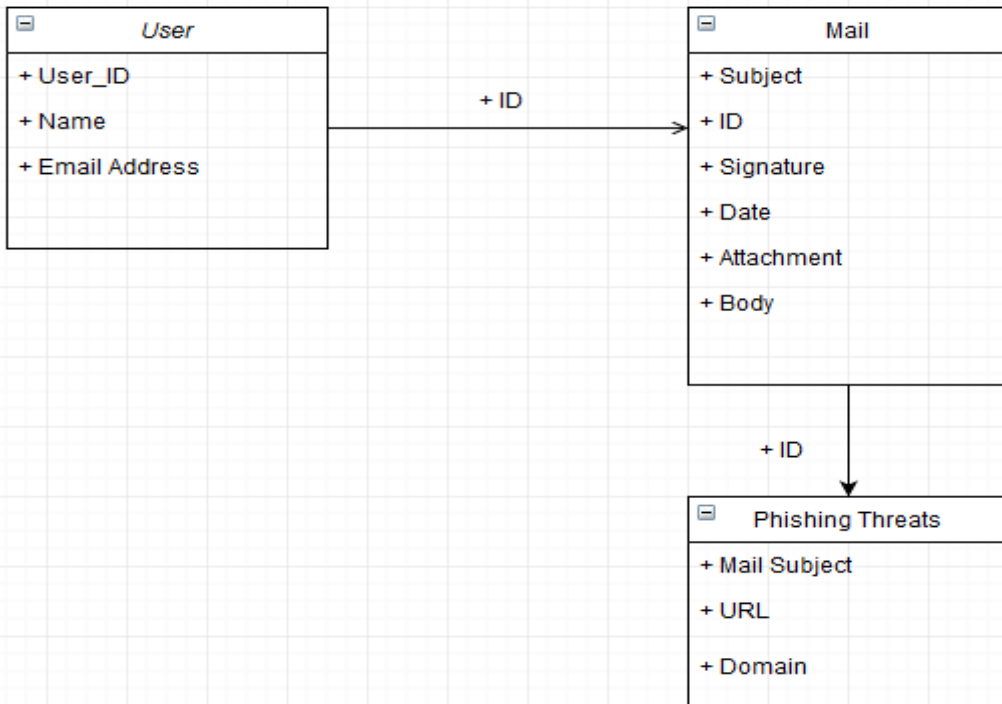 User
+ User_ID
+ Name
+ Email Address
+ ID
Mail
+ Subject
+ ID
+ Signature
+ Date
+ Attachment
+ Body
+ ID
Phishing Threats
+ Mail Subject
+ URL
+ Domain